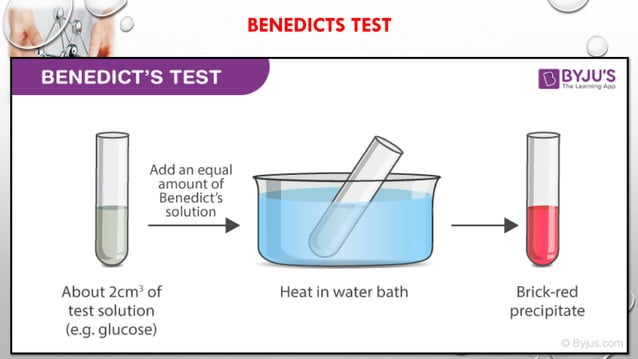 BENEDICTS TEST
BENEDICT'S TEST
BYJU'S
The Learning App
Add an equal
amount of
Benedict's
solution
About 2cm³ of
test solution
(e.g. glucose)
Heat in water bath
Brick-red
precipitate
© Byjus.com